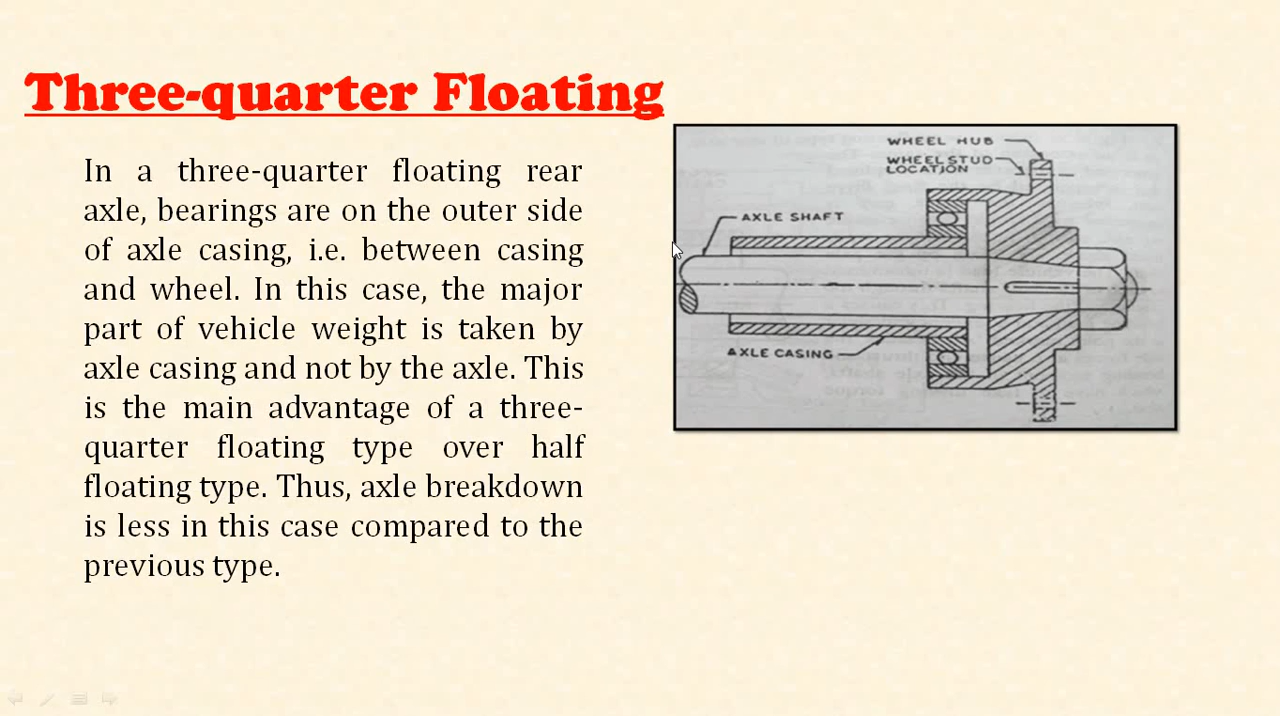 Three-quarter Floating
In a three-quarter floating rear
axle, bearings are on the outer side
of axle casing, i.e. between casing
and wheel. In this case, the major
part of vehicle weight is taken by
axle casing and not by the axle. This
is the main advantage of a three-
quarter floating type over half
floating type. Thus, axle breakdown
is less in this case compared to the
previous type.
WHEEL HUB
WHEEL STUD
LOCATION
AXLE SHAFT
AXLE CASING